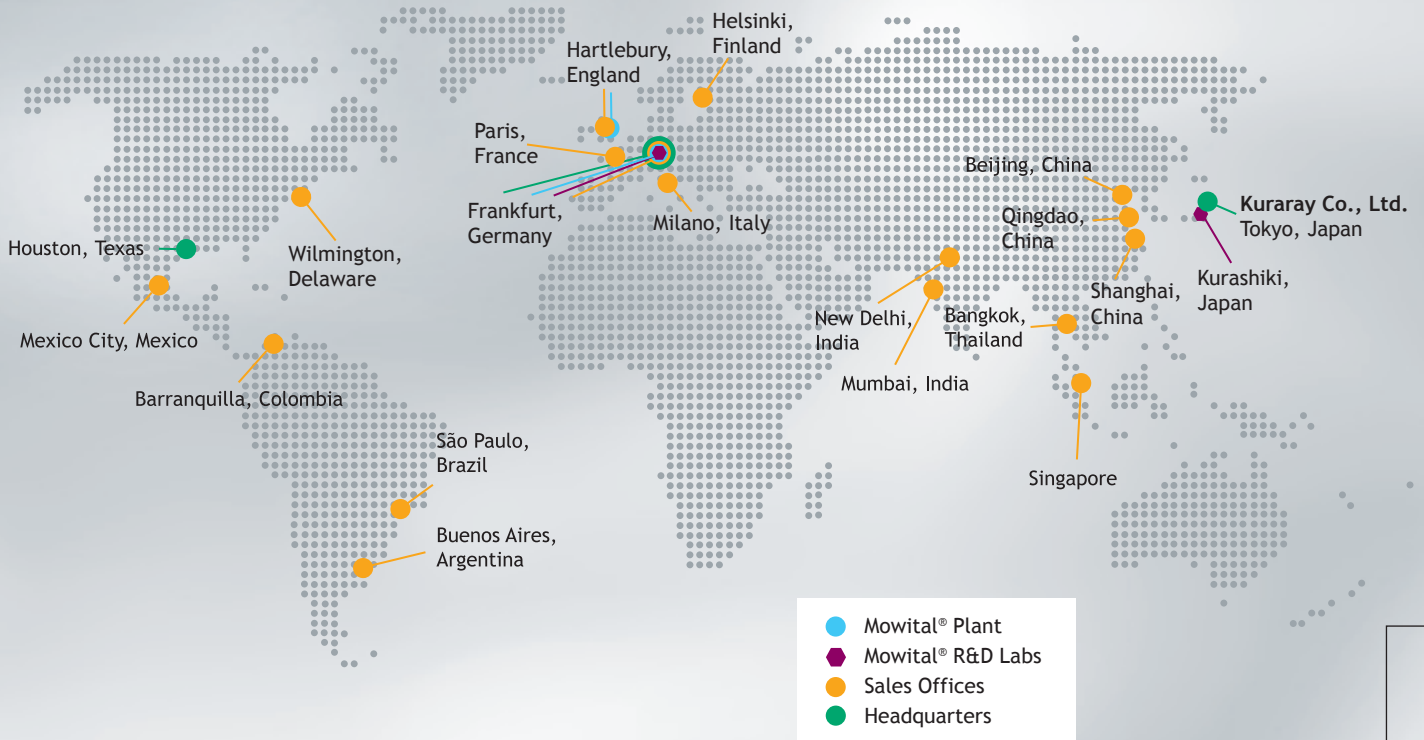 Helsinki,
Finland
Hartlebury,
England
Paris,
France
Frankfurt,
Germany
Milano, Italy
Beijing, China
Qingdao,
China
Shanghai,
China
Kuraray Co., Ltd.
Tokyo, Japan
Kurashiki,
Japan
Houston, Texas
Wilmington,
Delaware
Mexico City, Mexico
Barranquilla, Colombia
New Delhi,
India
Bangkok,
Thailand
Mumbai, India
São Paulo,
Brazil
Singapore
Buenos Aires,
Argentina
Mowital® Plant
Mowital® R&D Labs
Sales Offices
Headquarters